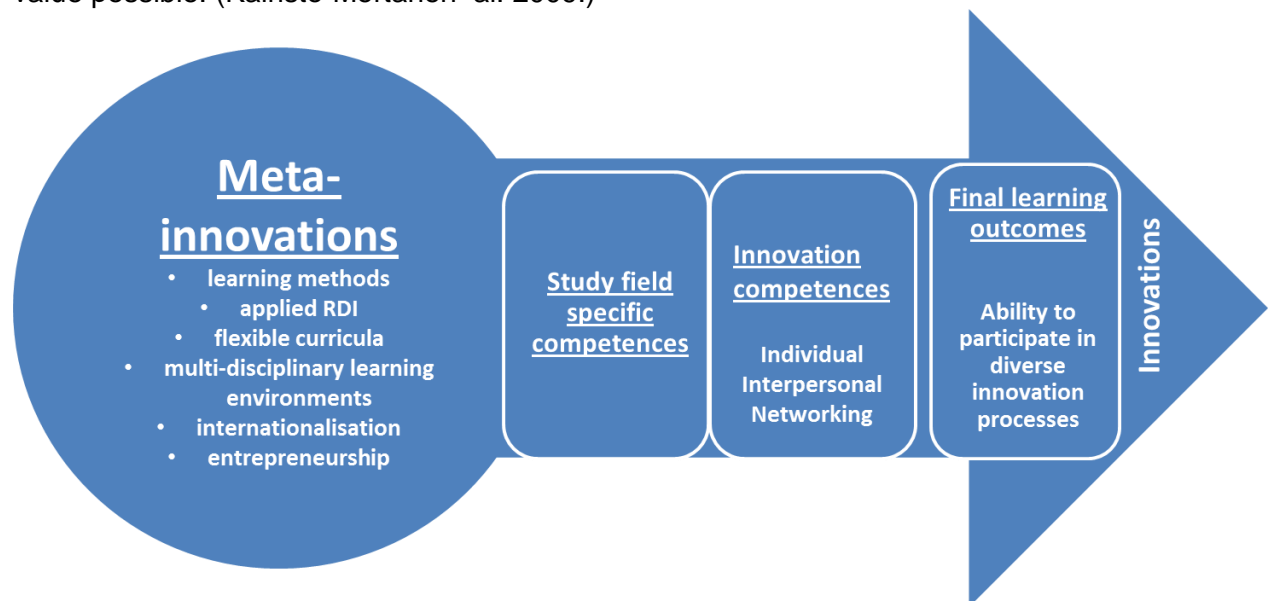 Meta-
innovations
• learning methods
• applied RDI
• flexible curricula
• multi-disciplinary learning
environments
• internationalisation
• entrepreneurship
Study field
specific
competences
Innovation
competences
Individual
Interpersonal
Networking
Final learning
outcomes
Ability to
participate in
diverse
innovation
processes
Innovations